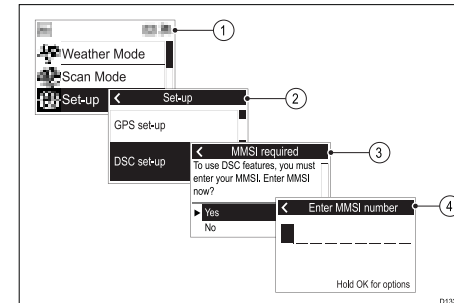 1
Weather Mode
Scan Mode
Set-up
Set-up
2
GPS set-up
DSC set-up
MMSI required
3
To use DSC features, you must
enter your MMSI. Enter MMSI
now?
Yes
No
Enter MMSI number
4
Hold OK for options